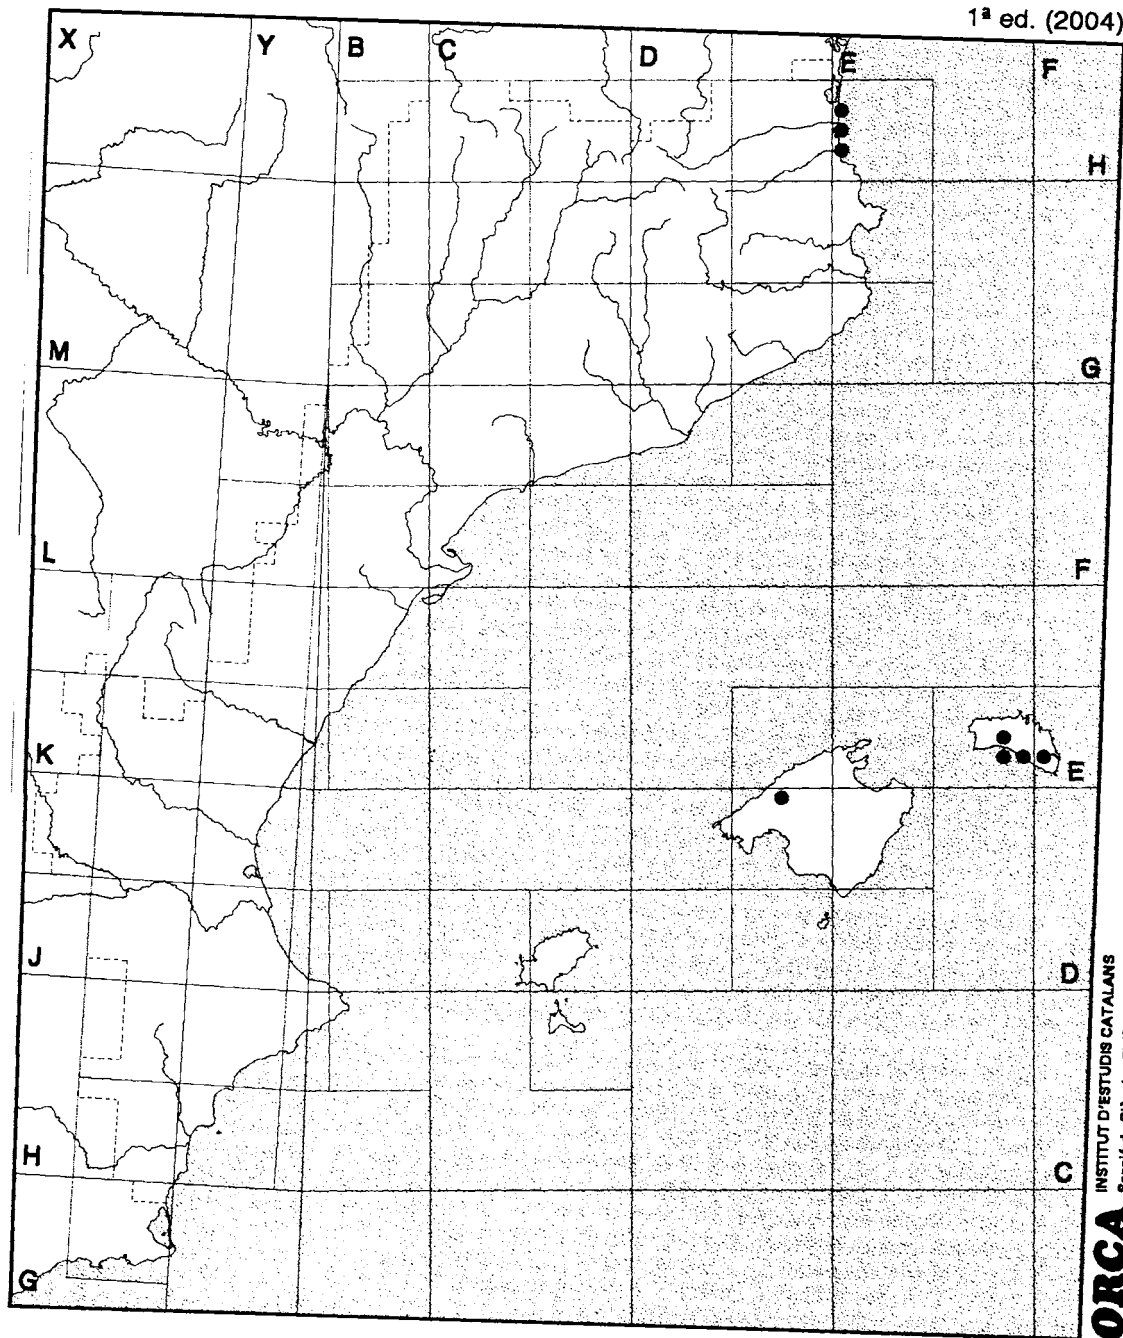 1ª ed. (2004)
X Y B C D E F
H
M G
L F
K E
J D
H C
G
ORCA INSTITUT D'ESTUDIS CATALANS